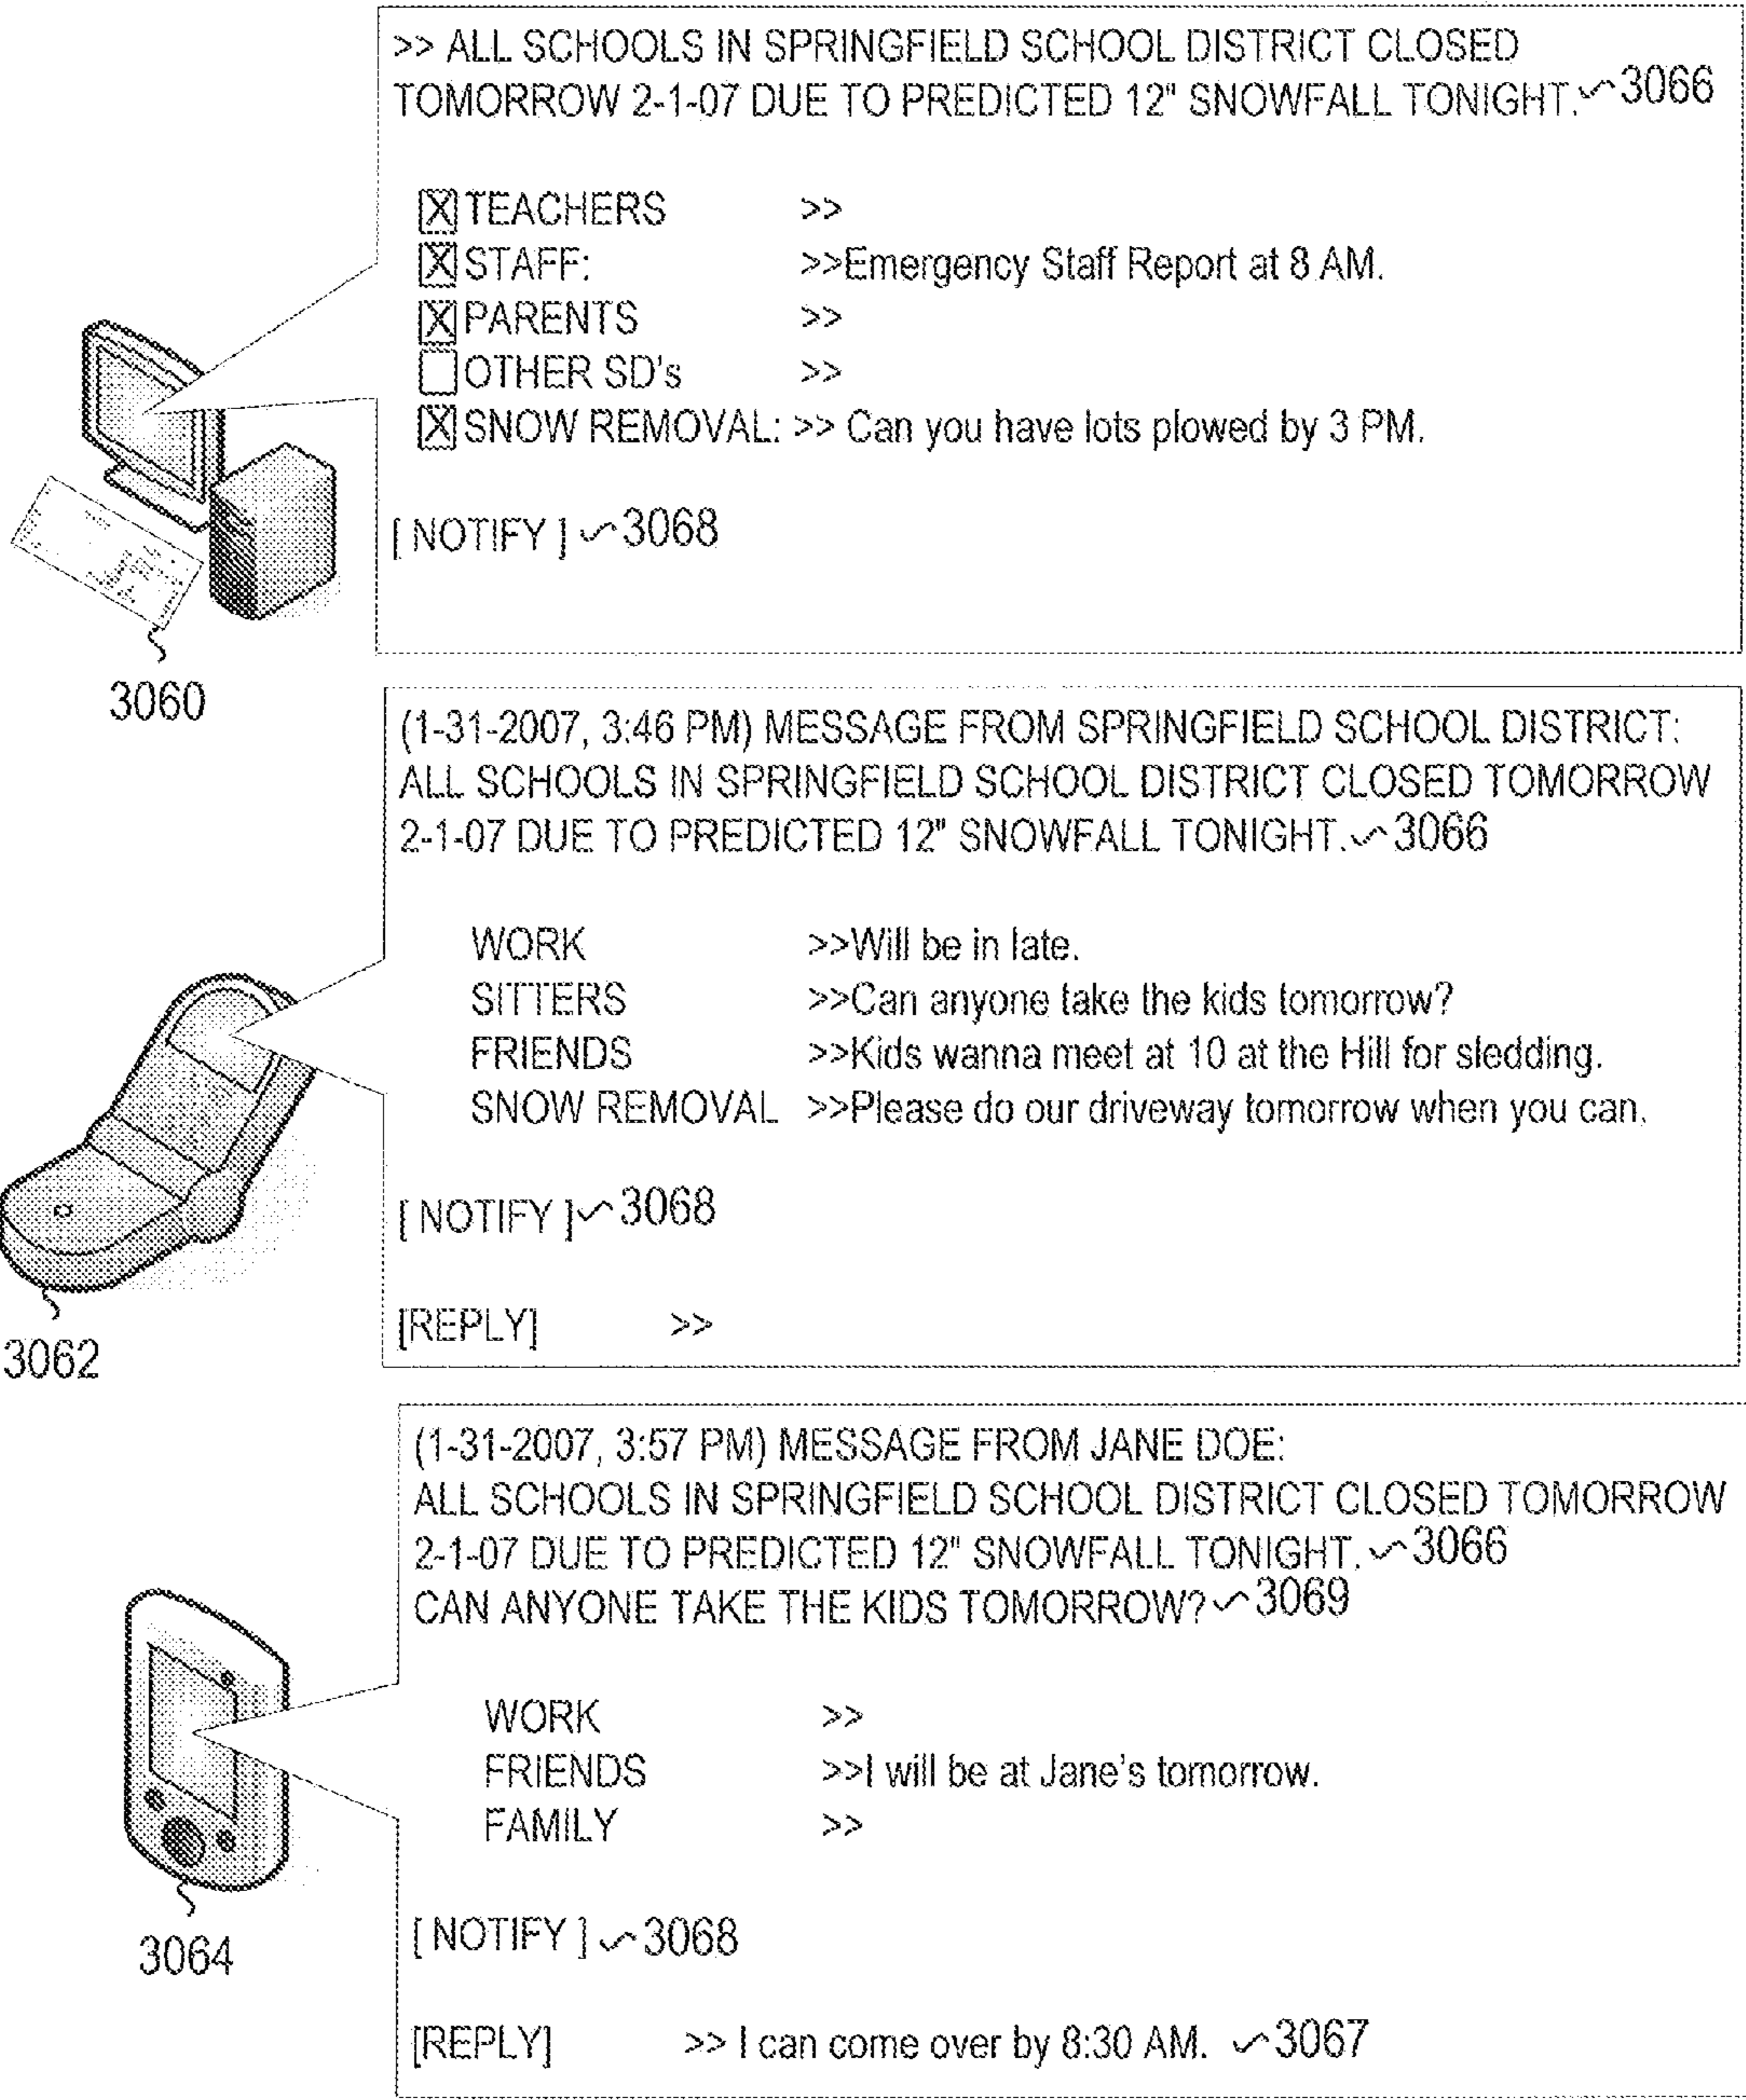 >> ALL SCHOOLS IN SPRINGFIELD SCHOOL DISTRICT CLOSED
TOMORROW 2-1-07 DUE TO PREDICTED 12" SNOWFALL TONIGHT. 3066
[X] TEACHERS >>
[X] STAFF: >>Emergency Staff Report at 8 AM.
[X] PARENTS >>
[ ] OTHER SD's >>
[X] SNOW REMOVAL: >> Can you have lots plowed by 3 PM.
[ NOTIFY ] 3068
3060
(1-31-2007, 3:46 PM) MESSAGE FROM SPRINGFIELD SCHOOL DISTRICT:
ALL SCHOOLS IN SPRINGFIELD SCHOOL DISTRICT CLOSED TOMORROW
2-1-07 DUE TO PREDICTED 12" SNOWFALL TONIGHT. 3066
WORK >>Will be in late.
SITTERS >>Can anyone take the kids tomorrow?
FRIENDS >>Kids wanna meet at 10 at the Hill for sledding.
SNOW REMOVAL >>Please do our driveway tomorrow when you can.
[ NOTIFY ] 3068
[REPLY] >>
3062
(1-31-2007, 3:57 PM) MESSAGE FROM JANE DOE:
ALL SCHOOLS IN SPRINGFIELD SCHOOL DISTRICT CLOSED TOMORROW
2-1-07 DUE TO PREDICTED 12" SNOWFALL TONIGHT. 3066
CAN ANYONE TAKE THE KIDS TOMORROW? 3069
WORK >>
FRIENDS >>I will be at Jane's tomorrow.
FAMILY >>
[ NOTIFY ] 3068
3064
[REPLY] >> I can come over by 8:30 AM. 3067